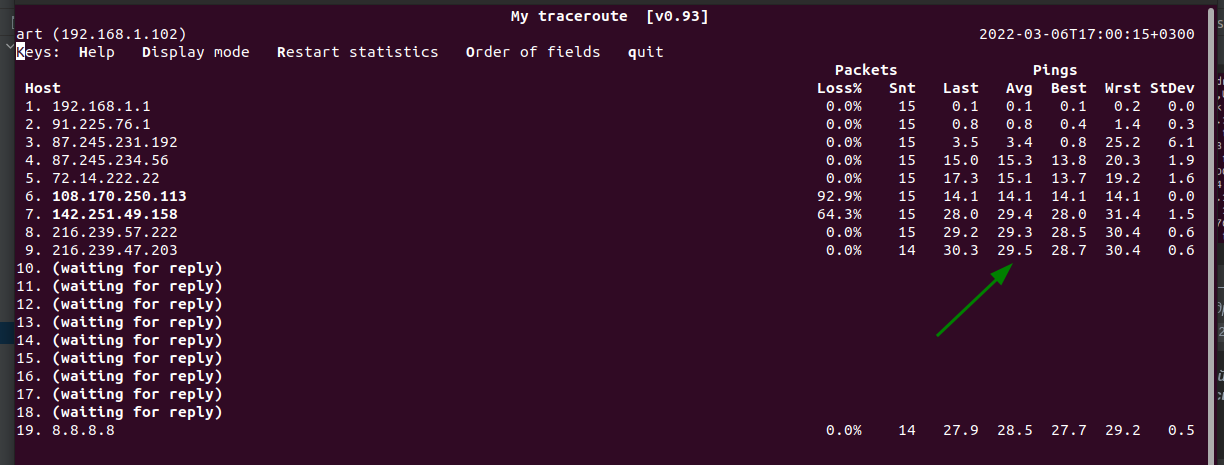 My traceroute  [v0.93]
art (192.168.1.102) 2022-03-06T17:00:15+0300
Keys:  Help   Display mode   Restart statistics   Order of fields   quit
Packets Pings
Host Loss% Snt Last Avg Best Wrst StDev
1. 192.168.1.1 0.0% 15 0.1 0.1 0.1 0.2 0.0
2. 91.225.76.1 0.0% 15 0.8 0.8 0.4 1.4 0.3
3. 87.245.231.192 0.0% 15 3.5 3.4 0.8 25.2 6.1
4. 87.245.234.56 0.0% 15 15.0 15.3 13.8 20.3 1.9
5. 72.14.222.22 0.0% 15 17.3 15.1 13.7 19.2 1.6
6. 108.170.250.113 92.9% 15 14.1 14.1 14.1 14.1 0.0
7. 142.251.49.158 64.3% 15 28.0 29.4 28.0 31.4 1.5
8. 216.239.57.222 0.0% 15 29.2 29.3 28.5 30.4 0.6
9. 216.239.47.203 0.0% 14 30.3 29.5 28.7 30.4 0.6
10. (waiting for reply)
11. (waiting for reply)
12. (waiting for reply)
13. (waiting for reply)
14. (waiting for reply)
15. (waiting for reply)
16. (waiting for reply)
17. (waiting for reply)
18. (waiting for reply)
19. 8.8.8.8 0.0% 14 27.9 28.5 27.7 29.2 0.5